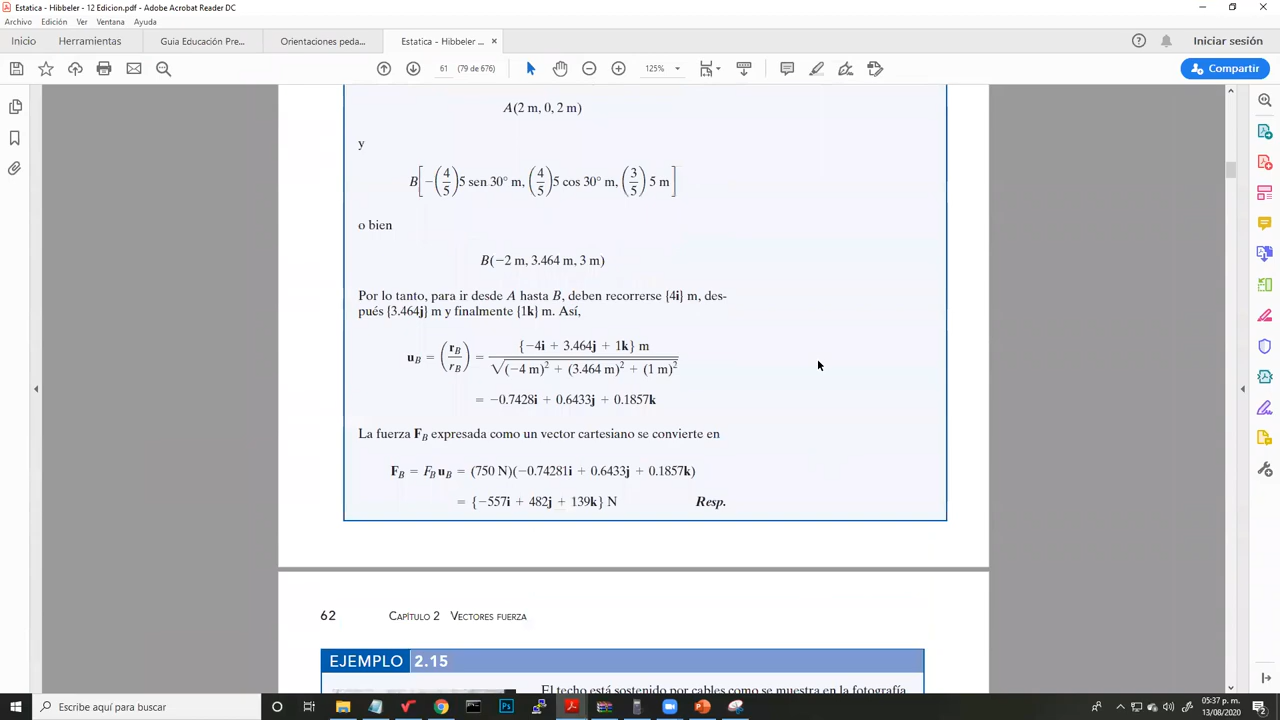 Estatica - Hibbeler - 12 Edicion.pdf - Adobe Acrobat Reader DC
Archivo Edición Ver Ventana Ayuda
Inicio Herramientas Guia Educación Pre... Orientaciones peda... Estatica - Hibbeler ... × Iniciar sesión
61 (79 de 676) 125% Compartir
A(2 m, 0, 2 m)
y
B[−(4/5)5 sen 30° m, (4/5)5 cos 30° m, (3/5) 5 m]
o bien
B(−2 m, 3.464 m, 3 m)
Por lo tanto, para ir desde A hasta B, deben recorrerse {4i} m, des-
pués {3.464j} m y finalmente {1k} m. Así,
u_B = (r_B/r_B) = {−4i + 3.464j + 1k} m / √(−4 m)² + (3.464 m)² + (1 m)²
= −0.7428i + 0.6433j + 0.1857k
La fuerza F_B expresada como un vector cartesiano se convierte en
F_B = F_B u_B = (750 N)(−0.74281i + 0.6433j + 0.1857k)
= {−557i + 482j + 139k} N Resp.
62 Capítulo 2 Vectores fuerza
EJEMPLO 2.15
El techo está sostenido por cables como se muestra en la fotografía
Escribe aquí para buscar
05:37 p. m.
13/08/2020
2